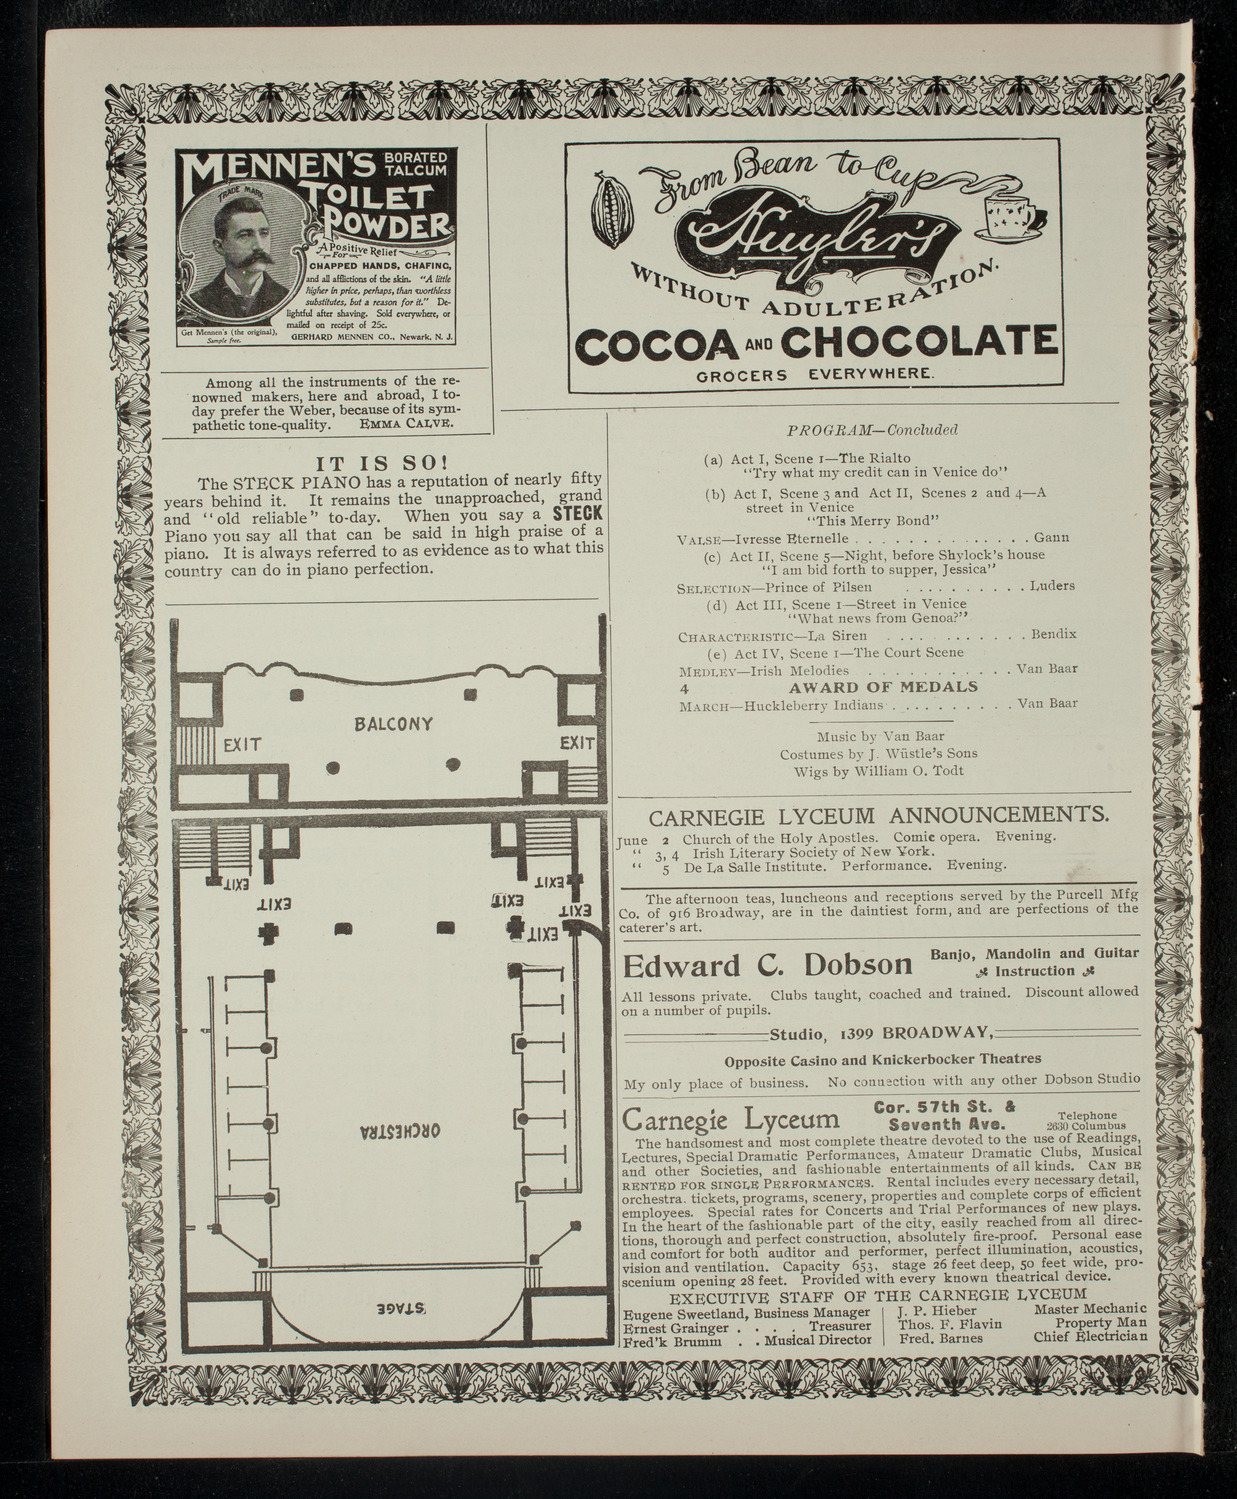 MENNEN'S BORATED TALCUM
TOILET
POWDER
TRADE MARK
A Positive Relief
For
CHAPPED HANDS, CHAFING,
and all afflictions of the skin. "A little
higher in price, perhaps, than worthless
substitutes, but a reason for it." De-
lightful after shaving. Sold everywhere, or
mailed on receipt of 25c.
Get Mennen's (the original),
Sample free.
GERHARD MENNEN CO., Newark, N. J.
From Bean to Cup
Huyler's
WITHOUT ADULTERATION.
COCOA AND CHOCOLATE
GROCERS EVERYWHERE.
Among all the instruments of the re-
nowned makers, here and abroad, I to-
day prefer the Weber, because of its sym-
pathetic tone-quality. EMMA CALVE.
IT IS SO!
The STECK PIANO has a reputation of nearly fifty
years behind it. It remains the unapproached, grand
and "old reliable" to-day. When you say a STECK
Piano you say all that can be said in high praise of a
piano. It is always referred to as evidence as to what this
country can do in piano perfection.
BALCONY
EXIT
EXIT
EXIT
EXIT
EXIT
EXIT
EXIT
EXIT
ORCHESTRA
STAGE
PROGRAM—Concluded
(a) Act I, Scene 1—The Rialto
"Try what my credit can in Venice do"
(b) Act I, Scene 3 and Act II, Scenes 2 and 4—A
street in Venice
"This Merry Bond"
VALSE—Ivresse Eternelle . . . . . . . . . . . . . . Gann
(c) Act II, Scene 5—Night, before Shylock's house
"I am bid forth to supper, Jessica"
SELECTION—Prince of Pilsen . . . . . . . . . . Luders
(d) Act III, Scene 1—Street in Venice
"What news from Genoa?"
CHARACTERISTIC—La Siren . . . . . . . . . . . . Bendix
(e) Act IV, Scene 1—The Court Scene
MEDLEY—Irish Melodies . . . . . . . . . . . . Van Baar
4 AWARD OF MEDALS
MARCH—Huckleberry Indians . . . . . . . . . . Van Baar
Music by Van Baar
Costumes by J. Wüstle's Sons
Wigs by William O. Todt
CARNEGIE LYCEUM ANNOUNCEMENTS.
June 2 Church of the Holy Apostles. Comic opera. Evening.
" 3, 4 Irish Literary Society of New York.
" 5 De La Salle Institute. Performance. Evening.
The afternoon teas, luncheons and receptions served by the Purcell Mfg
Co. of 916 Broadway, are in the daintiest form, and are perfections of the
caterer's art.
Edward C. Dobson Banjo, Mandolin and Guitar
Instruction
All lessons private. Clubs taught, coached and trained. Discount allowed
on a number of pupils.
Studio, 1399 BROADWAY,
Opposite Casino and Knickerbocker Theatres
My only place of business. No connection with any other Dobson Studio
Carnegie Lyceum Cor. 57th St. & Seventh Ave. Telephone 2630 Columbus
The handsomest and most complete theatre devoted to the use of Readings,
Lectures, Special Dramatic Performances, Amateur Dramatic Clubs, Musical
and other Societies, and fashionable entertainments of all kinds. CAN BE
RENTED FOR SINGLE PERFORMANCES. Rental includes every necessary detail,
orchestra. tickets, programs, scenery, properties and complete corps of efficient
employees. Special rates for Concerts and Trial Performances of new plays.
In the heart of the fashionable part of the city, easily reached from all direc-
tions, thorough and perfect construction, absolutely fire-proof. Personal ease
and comfort for both auditor and performer, perfect illumination, acoustics,
vision and ventilation. Capacity 653, stage 26 feet deep, 50 feet wide, pro-
scenium opening 28 feet. Provided with every known theatrical device.
EXECUTIVE STAFF OF THE CARNEGIE LYCEUM
Eugene Sweetland, Business Manager
Ernest Grainger . . . . Treasurer
Fred'k Brumm . . Musical Director
J. P. Hieber Master Mechanic
Thos. F. Flavin Property Man
Fred. Barnes Chief Electrician